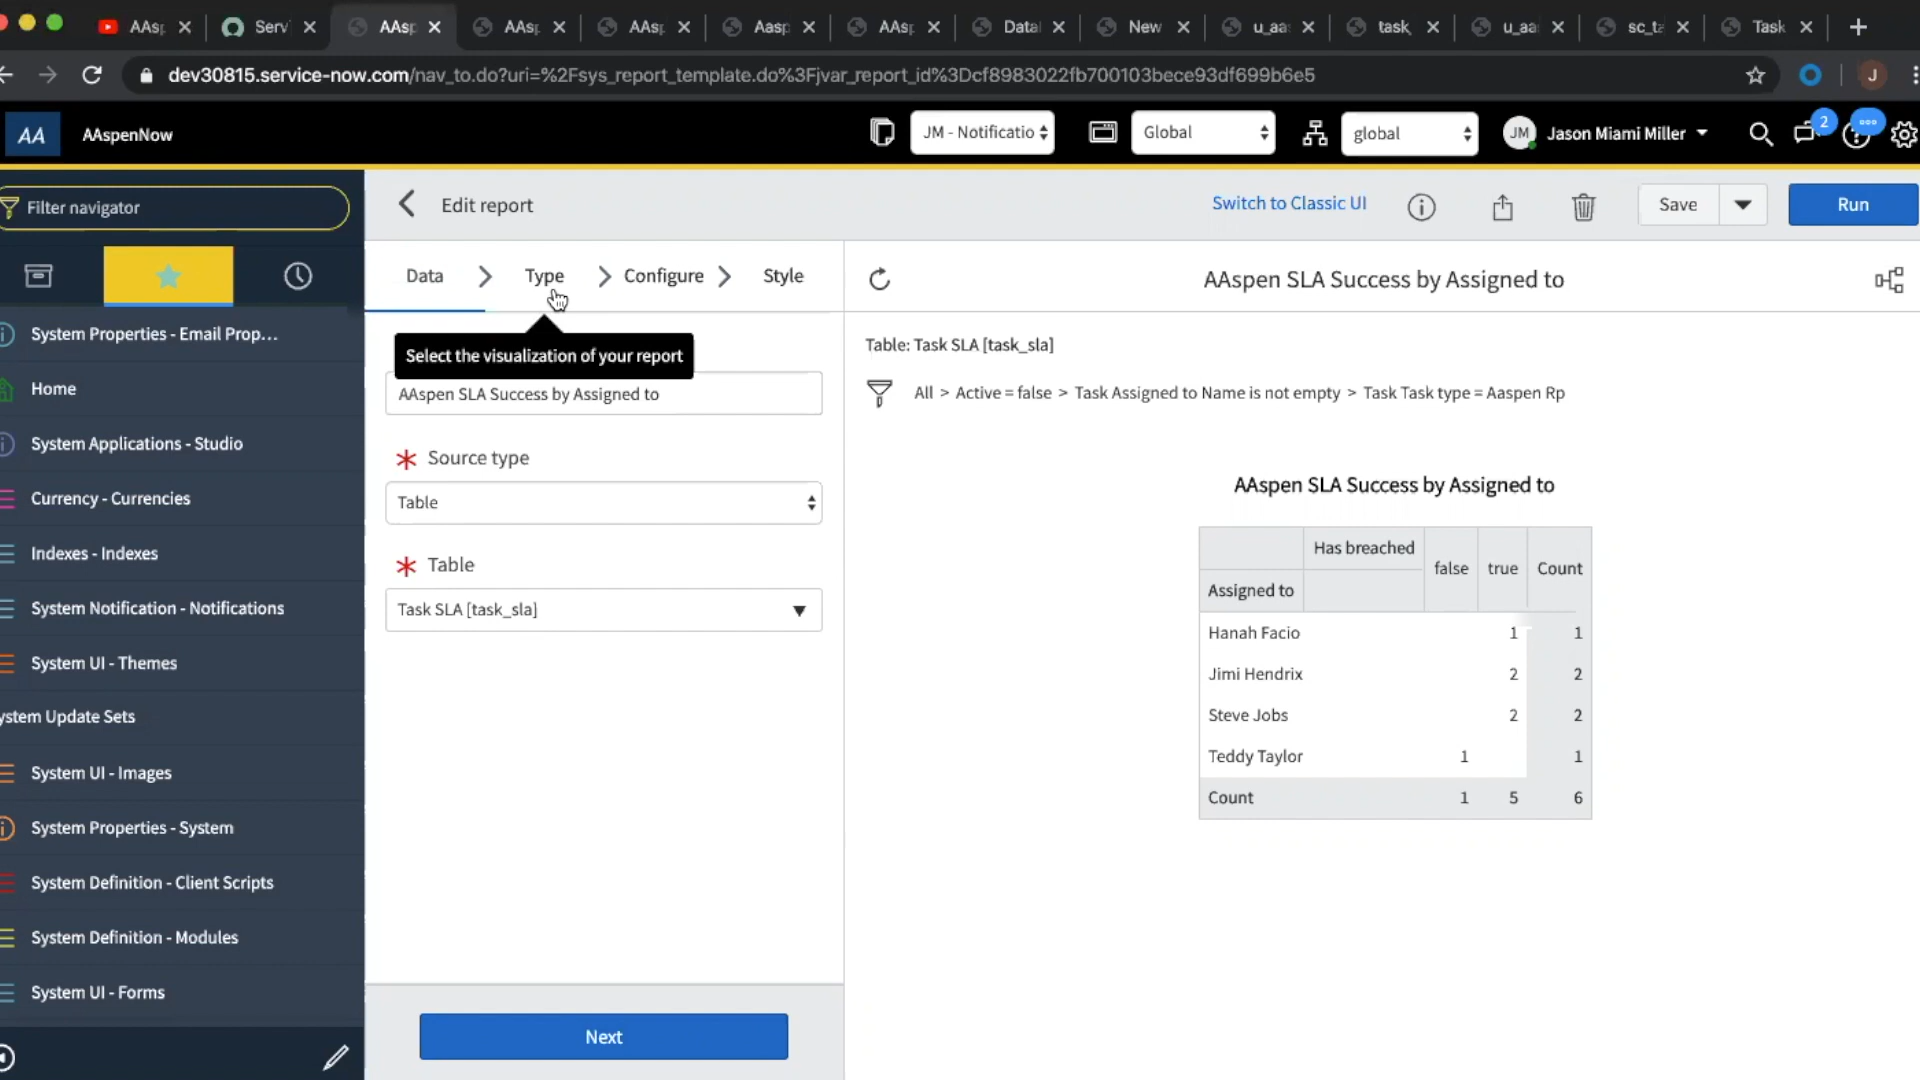 AAsp
Serv
AAsp
AAsp
AAsp
Aasp
AAsp
Data
New
u_aa
task_
u_aa
sc_ta
Task
dev30815.service-now.com/nav_to.do?uri=%2Fsys_report_template.do%3Fjvar_report_id%3Dcf8983022fb700103bece93df699b6e5
J
AA
AAspenNow
JM - Notificatio
Global
global
JM
Jason Miami Miller
2
Filter navigator
Edit report
Switch to Classic UI
Save
Run
Data
Type
Configure
Style
AAspen SLA Success by Assigned to
System Properties - Email Prop...
Home
System Applications - Studio
Currency - Currencies
Indexes - Indexes
System Notification - Notifications
System UI - Themes
ystem Update Sets
System UI - Images
System Properties - System
System Definition - Client Scripts
System Definition - Modules
System UI - Forms
Select the visualization of your report
AAspen SLA Success by Assigned to
* Source type
Table
* Table
Task SLA [task_sla]
Next
Table: Task SLA [task_sla]
All > Active = false > Task Assigned to Name is not empty > Task Task type = Aaspen Rp
AAspen SLA Success by Assigned to
Has breached false true Count
Assigned to
Hanah Facio 1 1
Jimi Hendrix 2 2
Steve Jobs 2 2
Teddy Taylor 1 1
Count 1 5 6